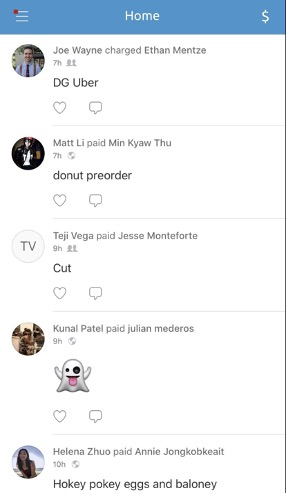 Home
$
Joe Wayne charged Ethan Mentze
7h
DG Uber
Matt Li paid Min Kyaw Thu
7h
donut preorder
TV
Teji Vega paid Jesse Monteforte
9h
Cut
Kunal Patel paid julian mederos
9h
Helena Zhuo paid Annie Jongkobkeait
10h
Hokey pokey eggs and baloney